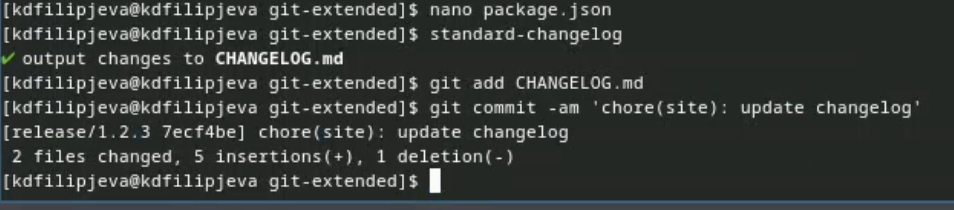 [kdfilipjeva@kdfilipjeva git-extended]$ nano package.json
[kdfilipjeva@kdfilipjeva git-extended]$ standard-changelog
✔ output changes to CHANGELOG.md
[kdfilipjeva@kdfilipjeva git-extended]$ git add CHANGELOG.md
[kdfilipjeva@kdfilipjeva git-extended]$ git commit -am 'chore(site): update changelog'
[release/1.2.3 7ecf4be] chore(site): update changelog
 2 files changed, 5 insertions(+), 1 deletion(-)
[kdfilipjeva@kdfilipjeva git-extended]$